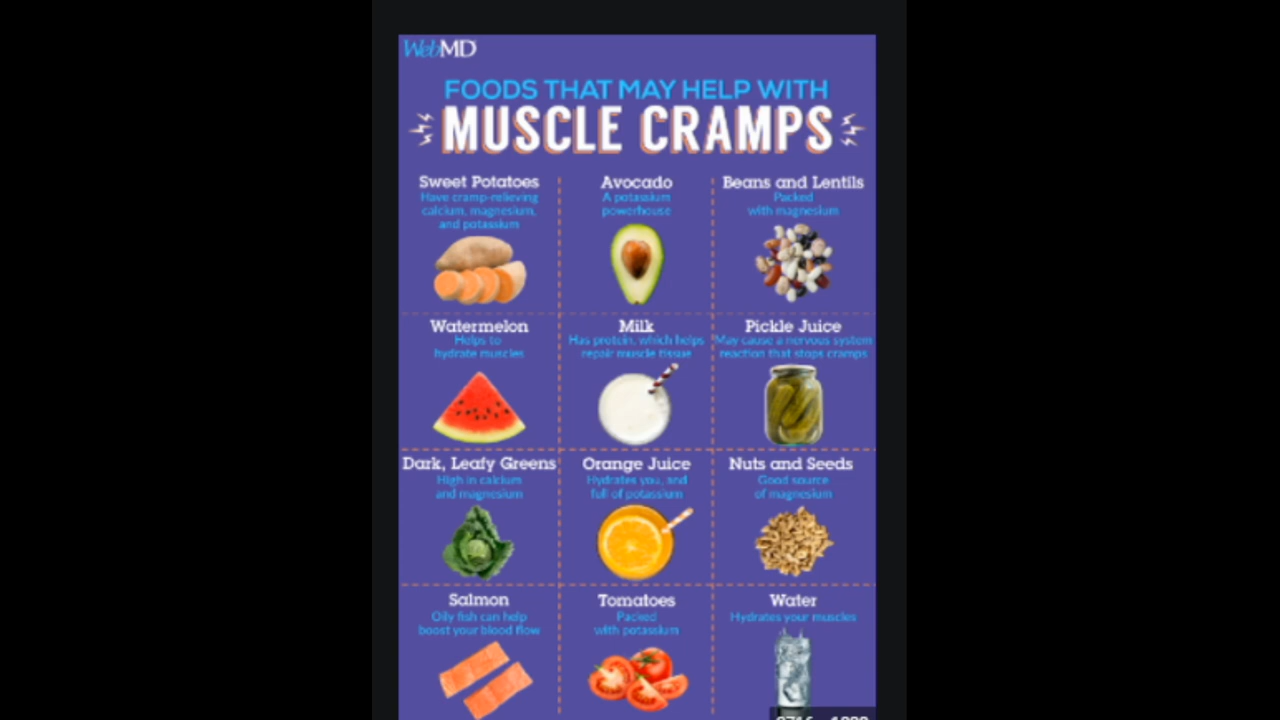 WebMD
FOODS THAT MAY HELP WITH
MUSCLE CRAMPS
Sweet Potatoes
Have cramp-relieving
calcium, magnesium,
and potassium
Avocado
A potassium
powerhouse
Beans and Lentils
Packed
with magnesium
Watermelon
Helps to
hydrate muscles
Milk
Has protein, which helps
repair muscle tissue
Pickle Juice
May cause a nervous system
reaction that stops cramps
Dark, Leafy Greens
High in calcium
and magnesium
Orange Juice
Hydrates you, and
full of potassium
Nuts and Seeds
Good source
of magnesium
Salmon
Oily fish can help
boost your blood flow
Tomatoes
Packed
with potassium
Water
Hydrates your muscles